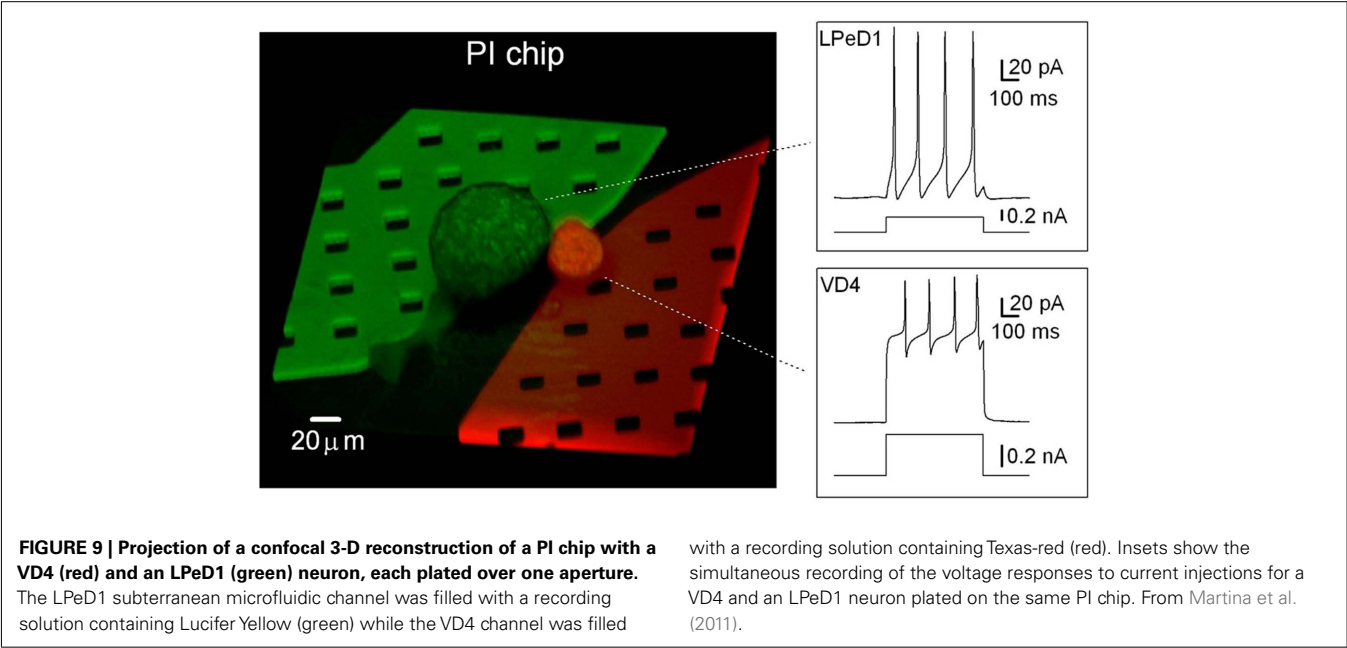 PI chip
20 μm
LPeD1
20 pA
100 ms
0.2 nA
VD4
20 pA
100 ms
0.2 nA
FIGURE 9 | Projection of a confocal 3-D reconstruction of a PI chip with a
VD4 (red) and an LPeD1 (green) neuron, each plated over one aperture.
The LPeD1 subterranean microfluidic channel was filled with a recording
solution containing Lucifer Yellow (green) while the VD4 channel was filled
with a recording solution containing Texas-red (red). Insets show the
simultaneous recording of the voltage responses to current injections for a
VD4 and an LPeD1 neuron plated on the same PI chip. From Martina et al.
(2011).